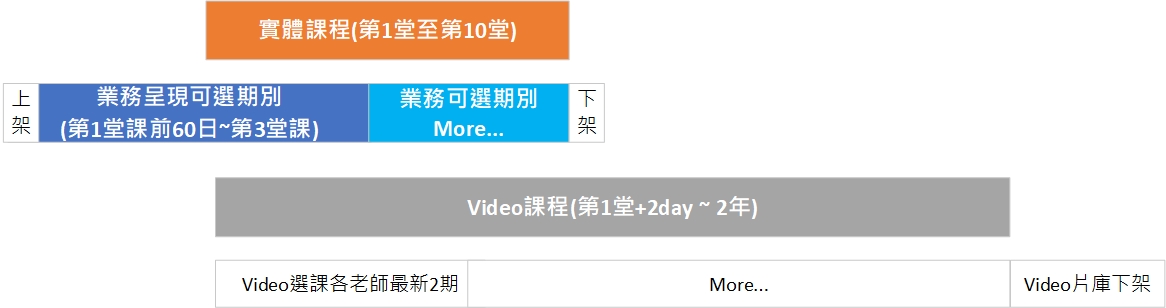 實體課程(第1堂至第10堂)
上架
業務呈現可選期別
(第1堂課前60日~第3堂課)
業務可選期別
More...
下架
Video課程(第1堂+2day ~ 2年)
Video選課各老師最新2期
More...
Video片庫下架